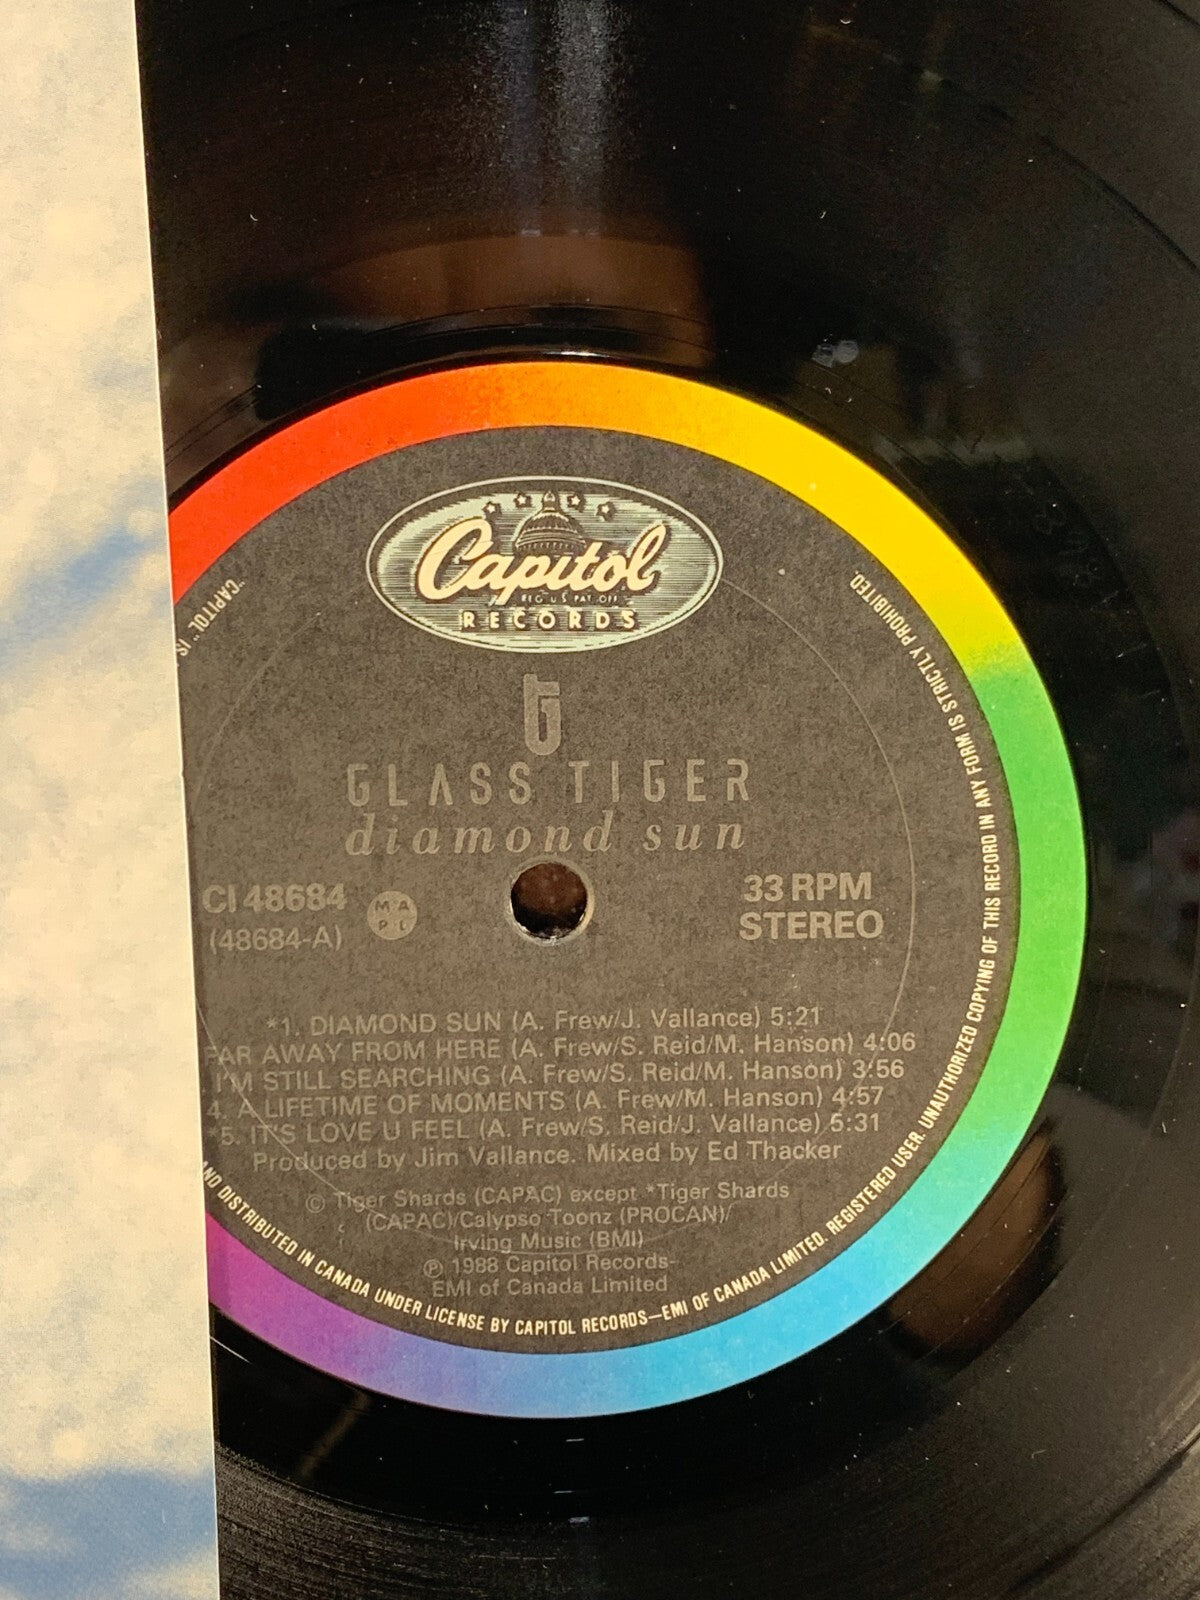 Capitol
REG U S PAT OFF
RECORDS
GLASS TIGER
diamond sun
CI 48684
(48684-A)
MAPL
33 RPM
STEREO
*1. DIAMOND SUN (A. Frew/J. Vallance) 5:21
FAR AWAY FROM HERE (A. Frew/S. Reid/M. Hanson) 4:06
I'M STILL SEARCHING (A. Frew/S. Reid/M. Hanson) 3:56
4. A LIFETIME OF MOMENTS (A. Frew/M. Hanson) 4:57
*5. IT'S LOVE U FEEL (A. Frew/S. Reid/J. Vallance) 5:31
Produced by Jim Vallance. Mixed by Ed Thacker
© Tiger Shards (CAPAC) except *Tiger Shards
(CAPAC)/Calypso Toonz (PROCAN)/
Irving Music (BMI)
℗ 1988 Capitol Records-
EMI of Canada Limited
"CAPITOL" IS
DISTRIBUTED IN CANADA UNDER LICENSE BY CAPITOL RECORDS—EMI OF CANADA LIMITED. REGISTERED USER. UNAUTHORIZED COPYING OF THIS RECORD IN ANY FORM IS STRICTLY PROHIBITED.